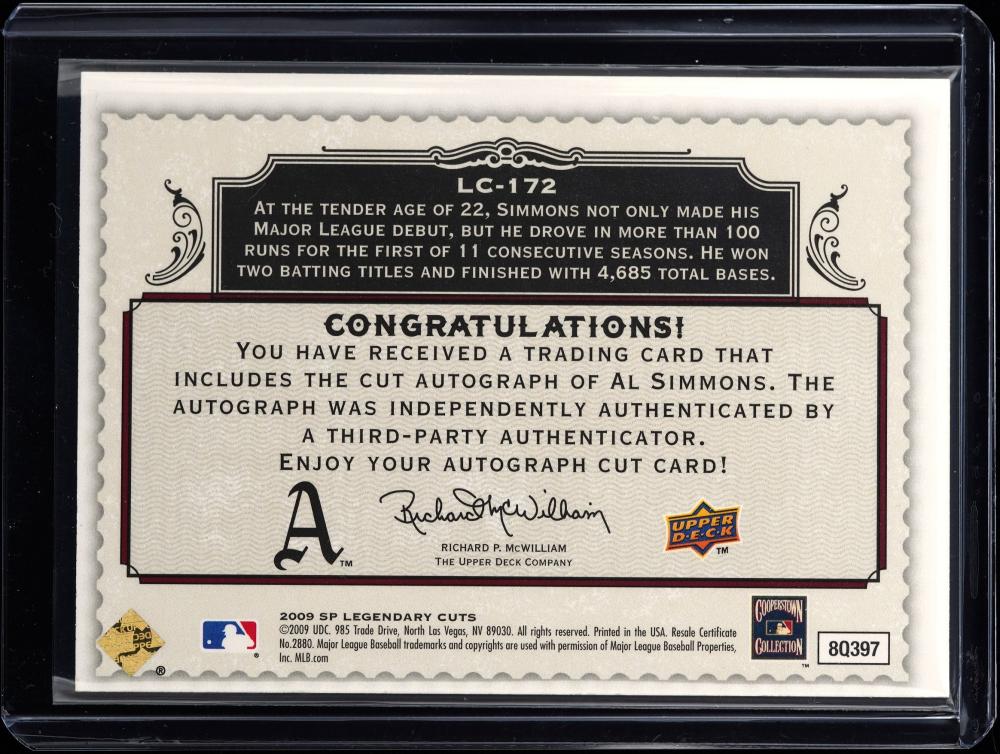 LC-172
AT THE TENDER AGE OF 22, SIMMONS NOT ONLY MADE HIS
MAJOR LEAGUE DEBUT, BUT HE DROVE IN MORE THAN 100
RUNS FOR THE FIRST OF 11 CONSECUTIVE SEASONS. HE WON
TWO BATTING TITLES AND FINISHED WITH 4,685 TOTAL BASES.
CONGRATULATIONS!
YOU HAVE RECEIVED A TRADING CARD THAT
INCLUDES THE CUT AUTOGRAPH OF AL SIMMONS. THE
AUTOGRAPH WAS INDEPENDENTLY AUTHENTICATED BY
A THIRD-PARTY AUTHENTICATOR.
ENJOY YOUR AUTOGRAPH CUT CARD!
A™
Richard McWilliam
RICHARD P. MCWILLIAM
THE UPPER DECK COMPANY
UPPER
D·E·C·K
™
2009 SP LEGENDARY CUTS
©2009 UDC. 985 Trade Drive, North Las Vegas, NV 89030. All rights reserved. Printed in the USA. Resale Certificate
No.2880. Major League Baseball trademarks and copyrights are used with permission of Major League Baseball Properties,
Inc. MLB.com
®
COOPERSTOWN
COLLECTION
™
8Q397